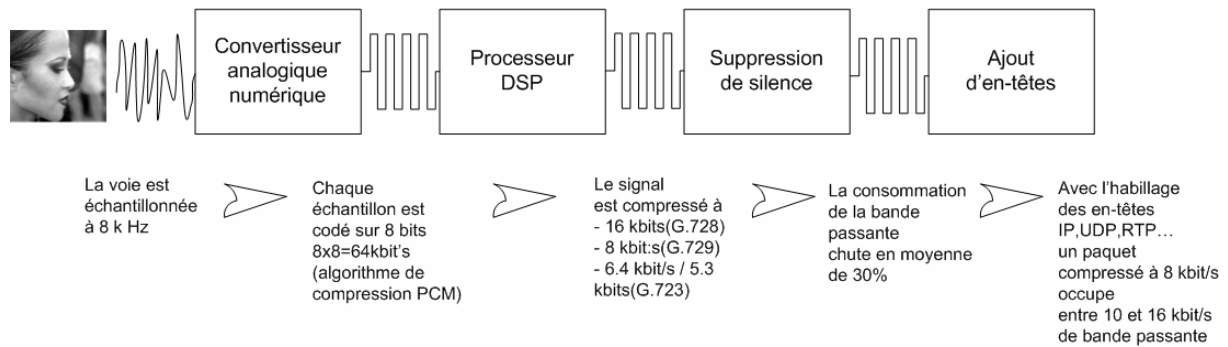 Convertisseur
analogique
numérique
Processeur
DSP
Suppression
de silence
Ajout
d'en-têtes
La voie est
échantillonnée
à 8 k Hz
Chaque
échantillon est
codé sur 8 bits
8x8=64kbit's
(algorithme de
compression PCM)
Le signal
est compressé à
- 16 kbits(G.728)
- 8 kbit:s(G.729)
- 6.4 kbit/s / 5.3
kbits(G.723)
La consommation
de la bande
passante
chute en moyenne
de 30%
Avec l'habillage
des en-têtes
IP,UDP,RTP…
un paquet
compressé à 8 kbit/s
occupe
entre 10 et 16 kbit/s
de bande passante